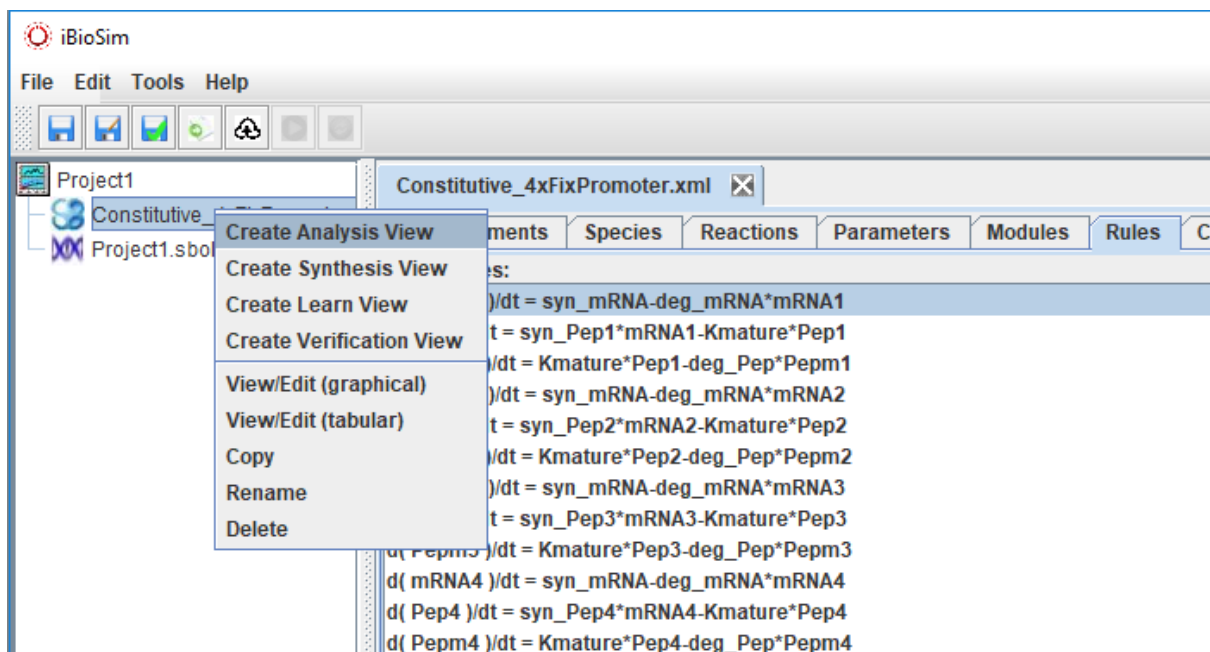 iBioSim
File Edit Tools Help
Project1
Constitutive_
Project1.sbol
Constitutive_4xFixPromoter.xml
ments Species Reactions Parameters Modules Rules C
Create Analysis View
Create Synthesis View
Create Learn View
Create Verification View
View/Edit (graphical)
View/Edit (tabular)
Copy
Rename
Delete
es:
)/dt = syn_mRNA-deg_mRNA*mRNA1
t = syn_Pep1*mRNA1-Kmature*Pep1
)/dt = Kmature*Pep1-deg_Pep*Pepm1
)/dt = syn_mRNA-deg_mRNA*mRNA2
t = syn_Pep2*mRNA2-Kmature*Pep2
)/dt = Kmature*Pep2-deg_Pep*Pepm2
)/dt = syn_mRNA-deg_mRNA*mRNA3
t = syn_Pep3*mRNA3-Kmature*Pep3
d( Pepm3 )/dt = Kmature*Pep3-deg_Pep*Pepm3
d( mRNA4 )/dt = syn_mRNA-deg_mRNA*mRNA4
d( Pep4 )/dt = syn_Pep4*mRNA4-Kmature*Pep4
d( Pepm4 )/dt = Kmature*Pep4-deg_Pep*Pepm4